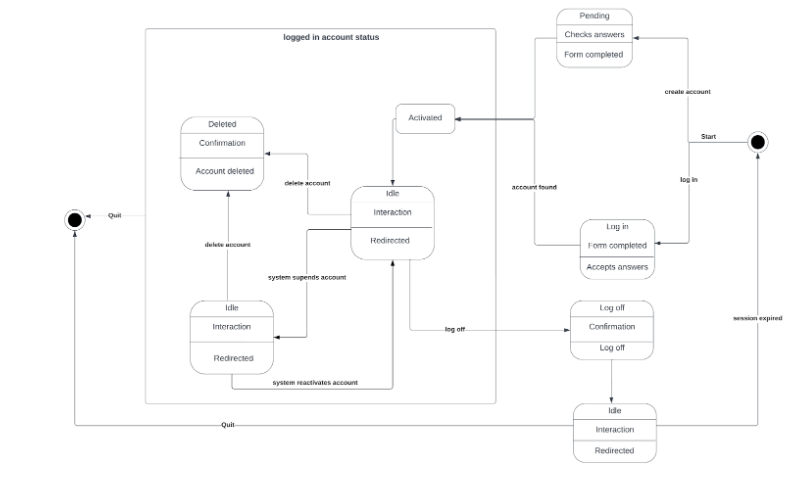 Pending
Checks answers
Form completed
logged in account status
create account
Activated
Start
Deleted
Confirmation
Account deleted
delete account
account found
log in
Idle
Interaction
Redirected
Quit
Log in
Form completed
Accepts answers
delete account
system supends account
Idle
Interaction
Redirected
log off
Log off
Confirmation
Log off
session expired
system reactivates account
Idle
Interaction
Redirected
Quit